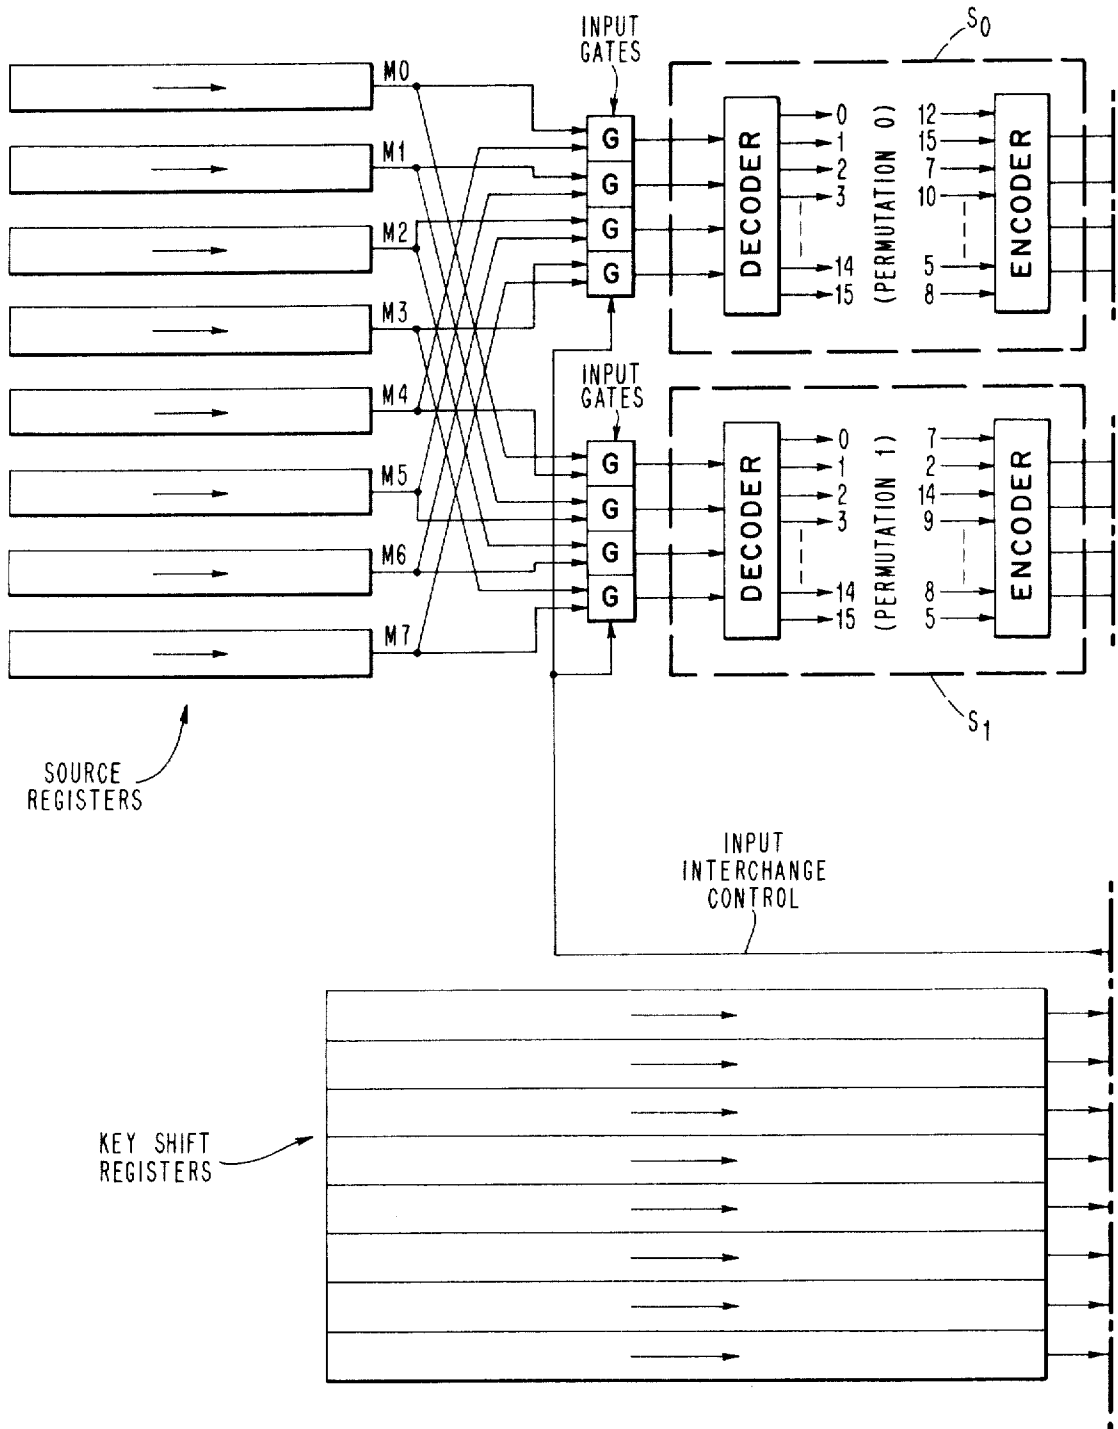 INPUT
GATES
S0
M0
M1
M2
M3
M4
M5
M6
M7
G
G
G
G
DECODER
0
1
2
3
14
15
(PERMUTATION 0)
12
15
7
10
5
8
ENCODER
INPUT
GATES
G
G
G
G
DECODER
0
1
2
3
14
15
(PERMUTATION 1)
7
2
14
9
8
5
ENCODER
S1
SOURCE
REGISTERS
INPUT
INTERCHANGE
CONTROL
KEY SHIFT
REGISTERS